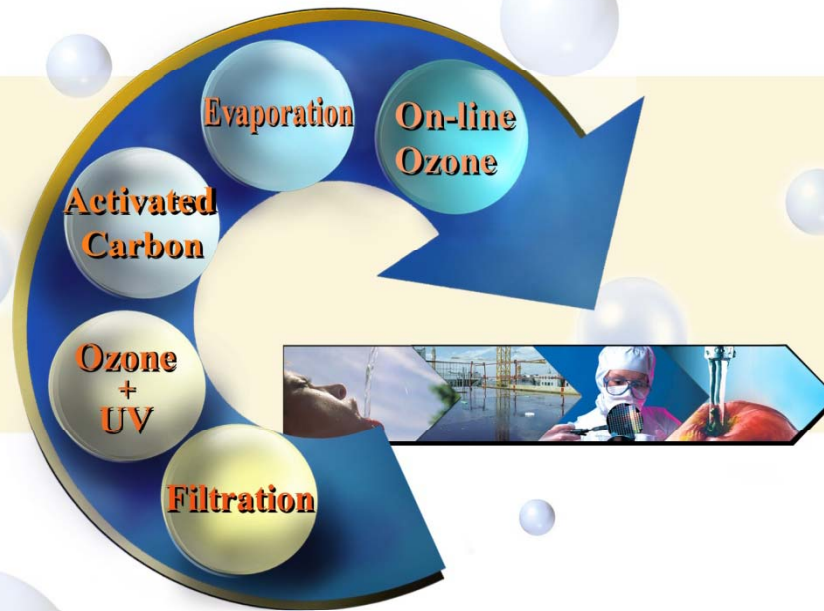 Evaporation
On-line
Ozone
Activated
Carbon
Ozone
+
UV
Filtration